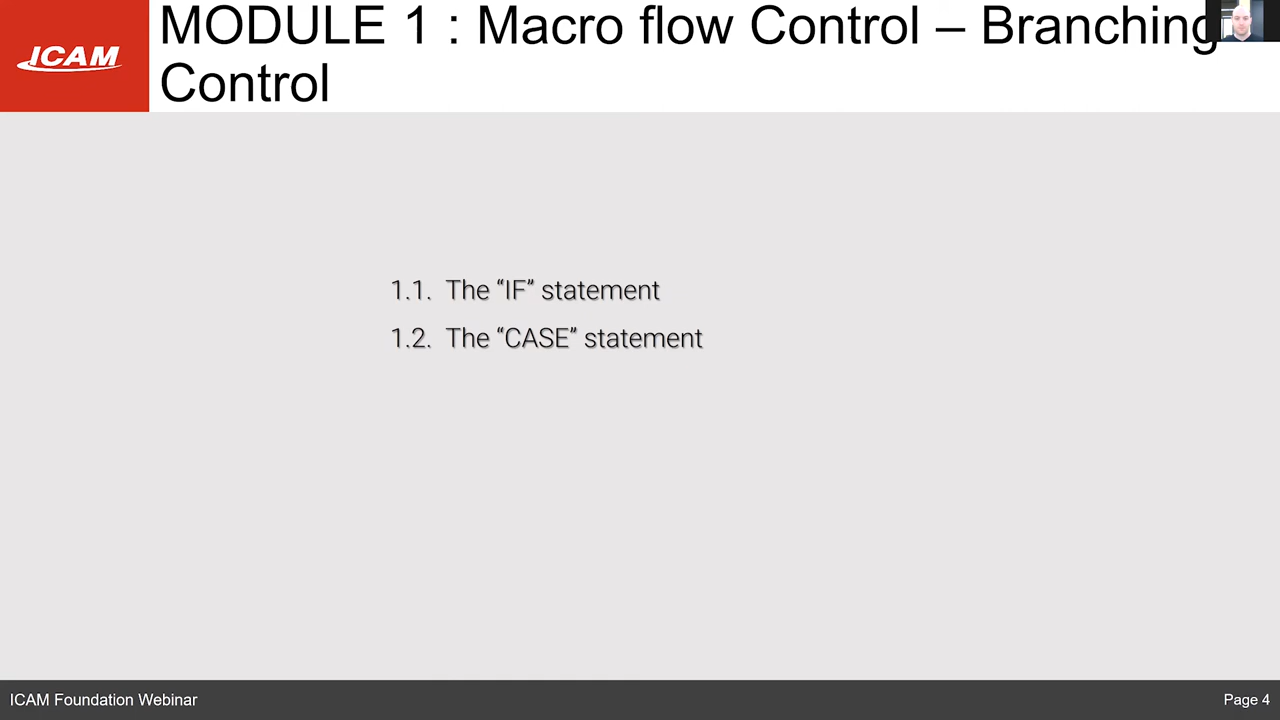 ICAM
MODULE 1 : Macro flow Control – Branching
Control
1.1. The “IF” statement
1.2. The “CASE” statement
ICAM Foundation Webinar
Page 4